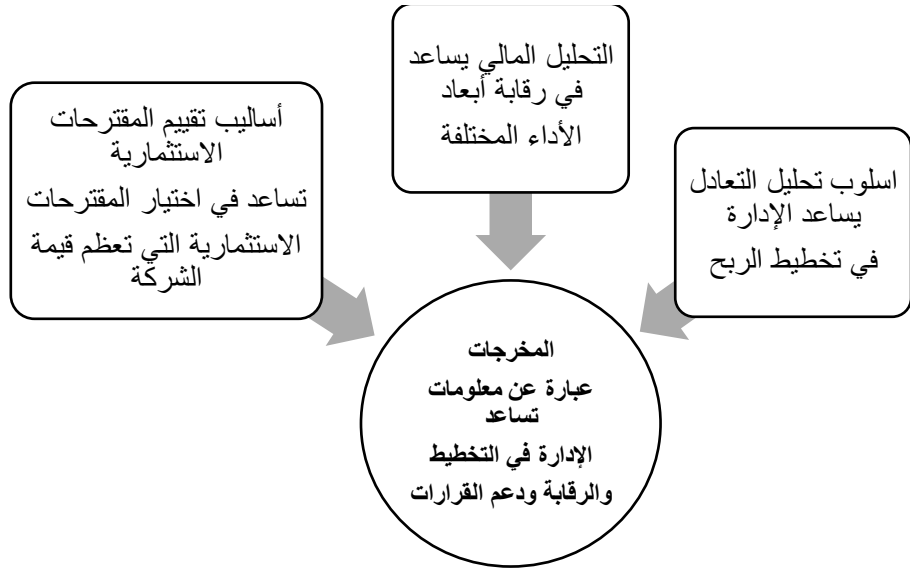 التحليل المالي يساعد
في رقابة أبعاد
الأداء المختلفة
اسلوب تحليل التعادل
يساعد الإدارة
في تخطيط الربح
أساليب تقييم المقترحات
الاستثمارية
تساعد في اختيار المقترحات
الاستثمارية التي تعظم قيمة
الشركة
المخرجات
عبارة عن معلومات
تساعد
الإدارة في التخطيط
والرقابة ودعم القرارات